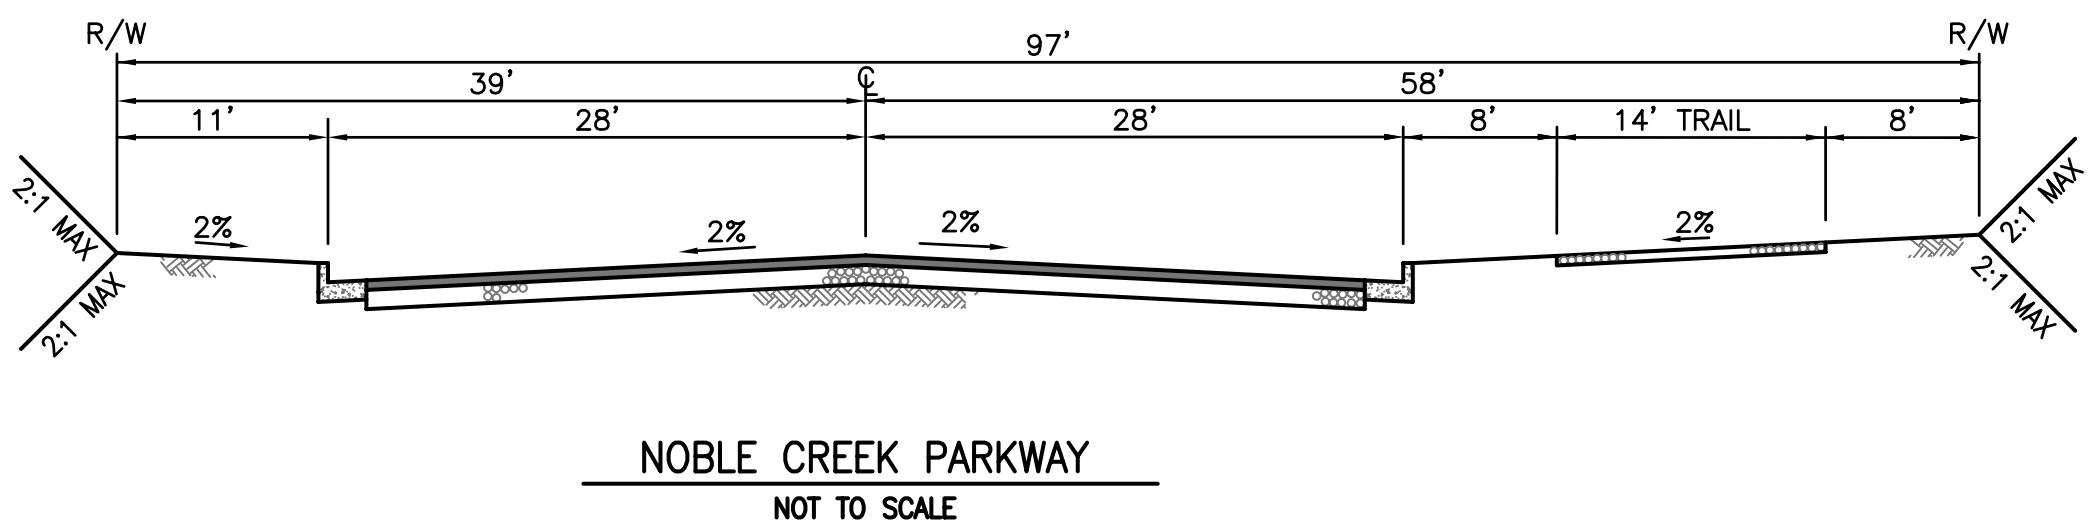 R/W R/W
97'
39' ℄ 58'
11' 28' 28' 8' 14' TRAIL 8'
2:1 MAX 2% 2% 2% 2% 2:1 MAX
2:1 MAX 2:1 MAX
NOBLE CREEK PARKWAY
NOT TO SCALE